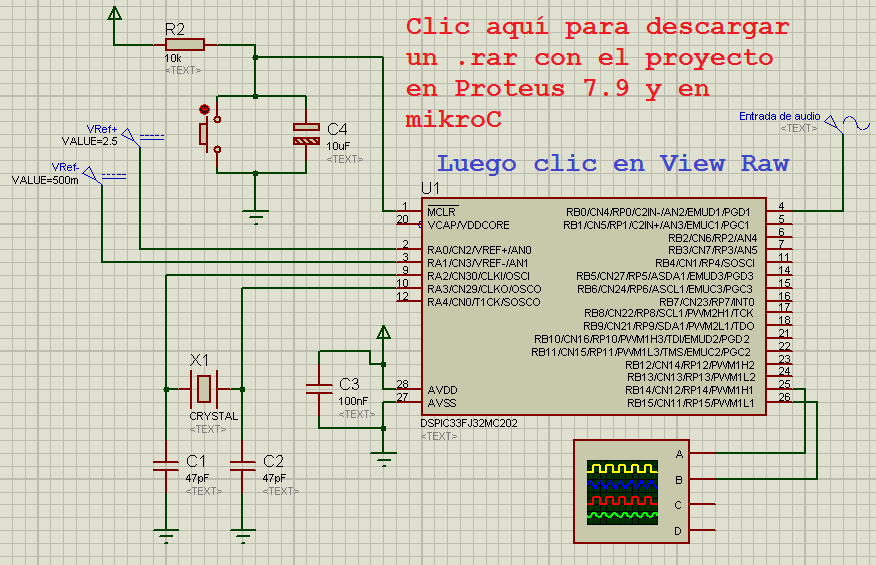 Clic aquí para descargar
un .rar con el proyecto
en Proteus 7.9 y en
mikroC
Luego clic en View Raw
R2
10k
<TEXT>
C4
10uF
<TEXT>
VRef+
VALUE=2.5
VRef-
VALUE=500m
Entrada de audio
<TEXT>
U1
1
20
2
3
9
10
12
28
27
MCLR
VCAP/VDDCORE
RA0/CN2/VREF+/AN0
RA1/CN3/VREF-/AN1
RA2/CN30/CLKI/OSCI
RA3/CN29/CLKO/OSCO
RA4/CN0/T1CK/SOSCO
AVDD
AVSS
RB0/CN4/RP0/C2IN-/AN2/EMUD1/PGD1
RB1/CN5/RP1/C2IN+/AN3/EMUC1/PGC1
RB2/CN6/RP2/AN4
RB3/CN7/RP3/AN5
RB4/CN1/RP4/SOSCI
RB5/CN27/RP5/ASDA1/EMUD3/PGD3
RB6/CN24/RP6/ASCL1/EMUC3/PGC3
RB7/CN23/RP7/INT0
RB8/CN22/RP8/SCL1/PWM2H1/TCK
RB9/CN21/RP9/SDA1/PWM2L1/TDO
RB10/CN16/RP10/PWM1H3/TDI/EMUD2/PGD2
RB11/CN15/RP11/PWM1L3/TMS/EMUC2/PGC2
RB12/CN14/RP12/PWM1H2
RB13/CN13/RP13/PWM1L2
RB14/CN12/RP14/PWM1H1
RB15/CN11/RP15/PWM1L1
4
5
6
7
11
14
15
16
17
18
21
22
23
24
25
26
DSPIC33FJ32MC202
<TEXT>
X1
CRYSTAL
<TEXT>
C3
100nF
<TEXT>
C1
47pF
<TEXT>
C2
47pF
<TEXT>
A
B
C
D